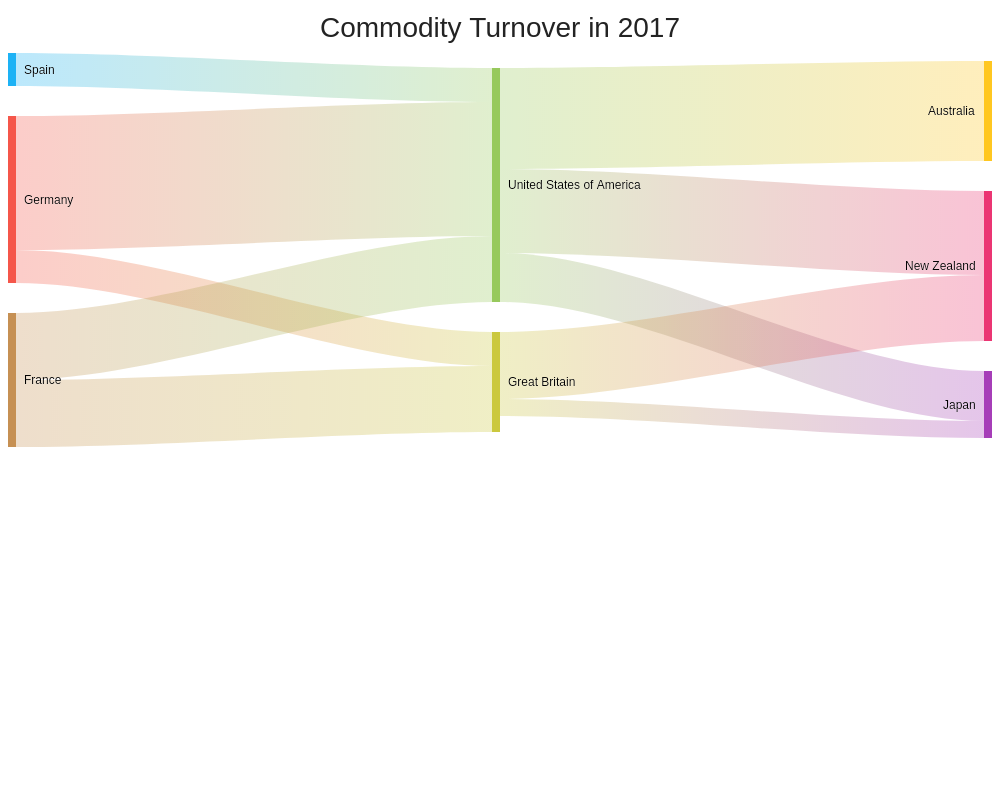 Commodity Turnover in 2017
Spain
Germany
France
United States of America
Great Britain
Australia
New Zealand
Japan